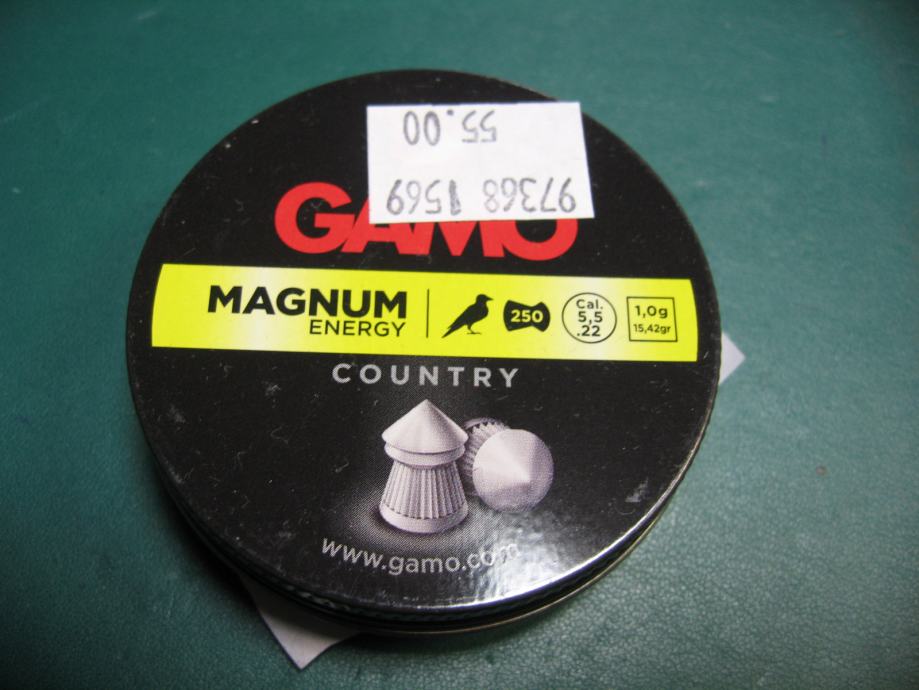 55.00
97368 1569
GAMO
MAGNUM
ENERGY
250
Cal.
5,5
.22
1,0g
15,42gr
COUNTRY
www.gamo.com